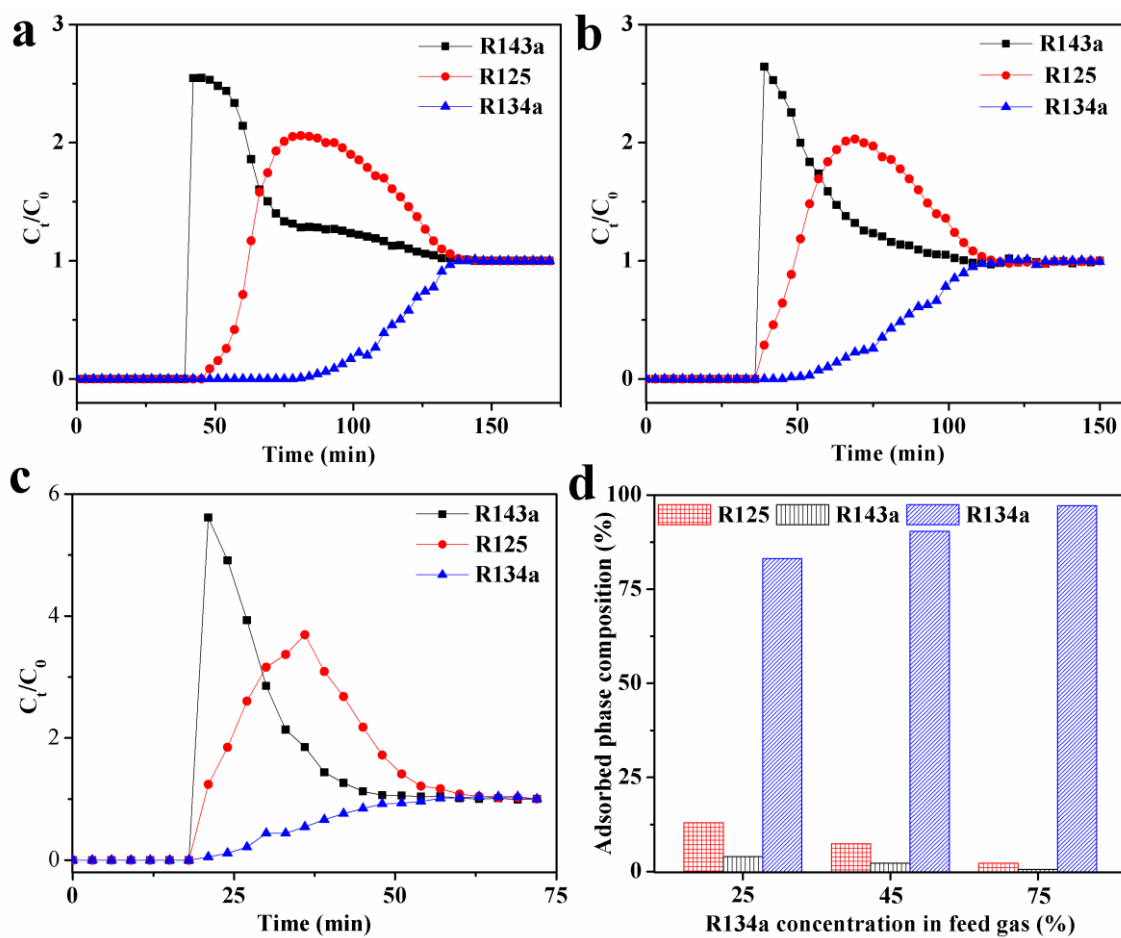 a
3
2
1
0
C_t/C_0
R143a
R125
R134a
0
50
100
150
Time (min)
b
3
2
1
0
C_t/C_0
R143a
R125
R134a
0
50
100
150
Time (min)
c
6
4
2
0
C_t/C_0
R143a
R125
R134a
0
25
50
75
Time (min)
d
100
75
50
25
0
Adsorbed phase composition (%)
R125 R143a R134a
25
45
75
R134a concentration in feed gas (%)